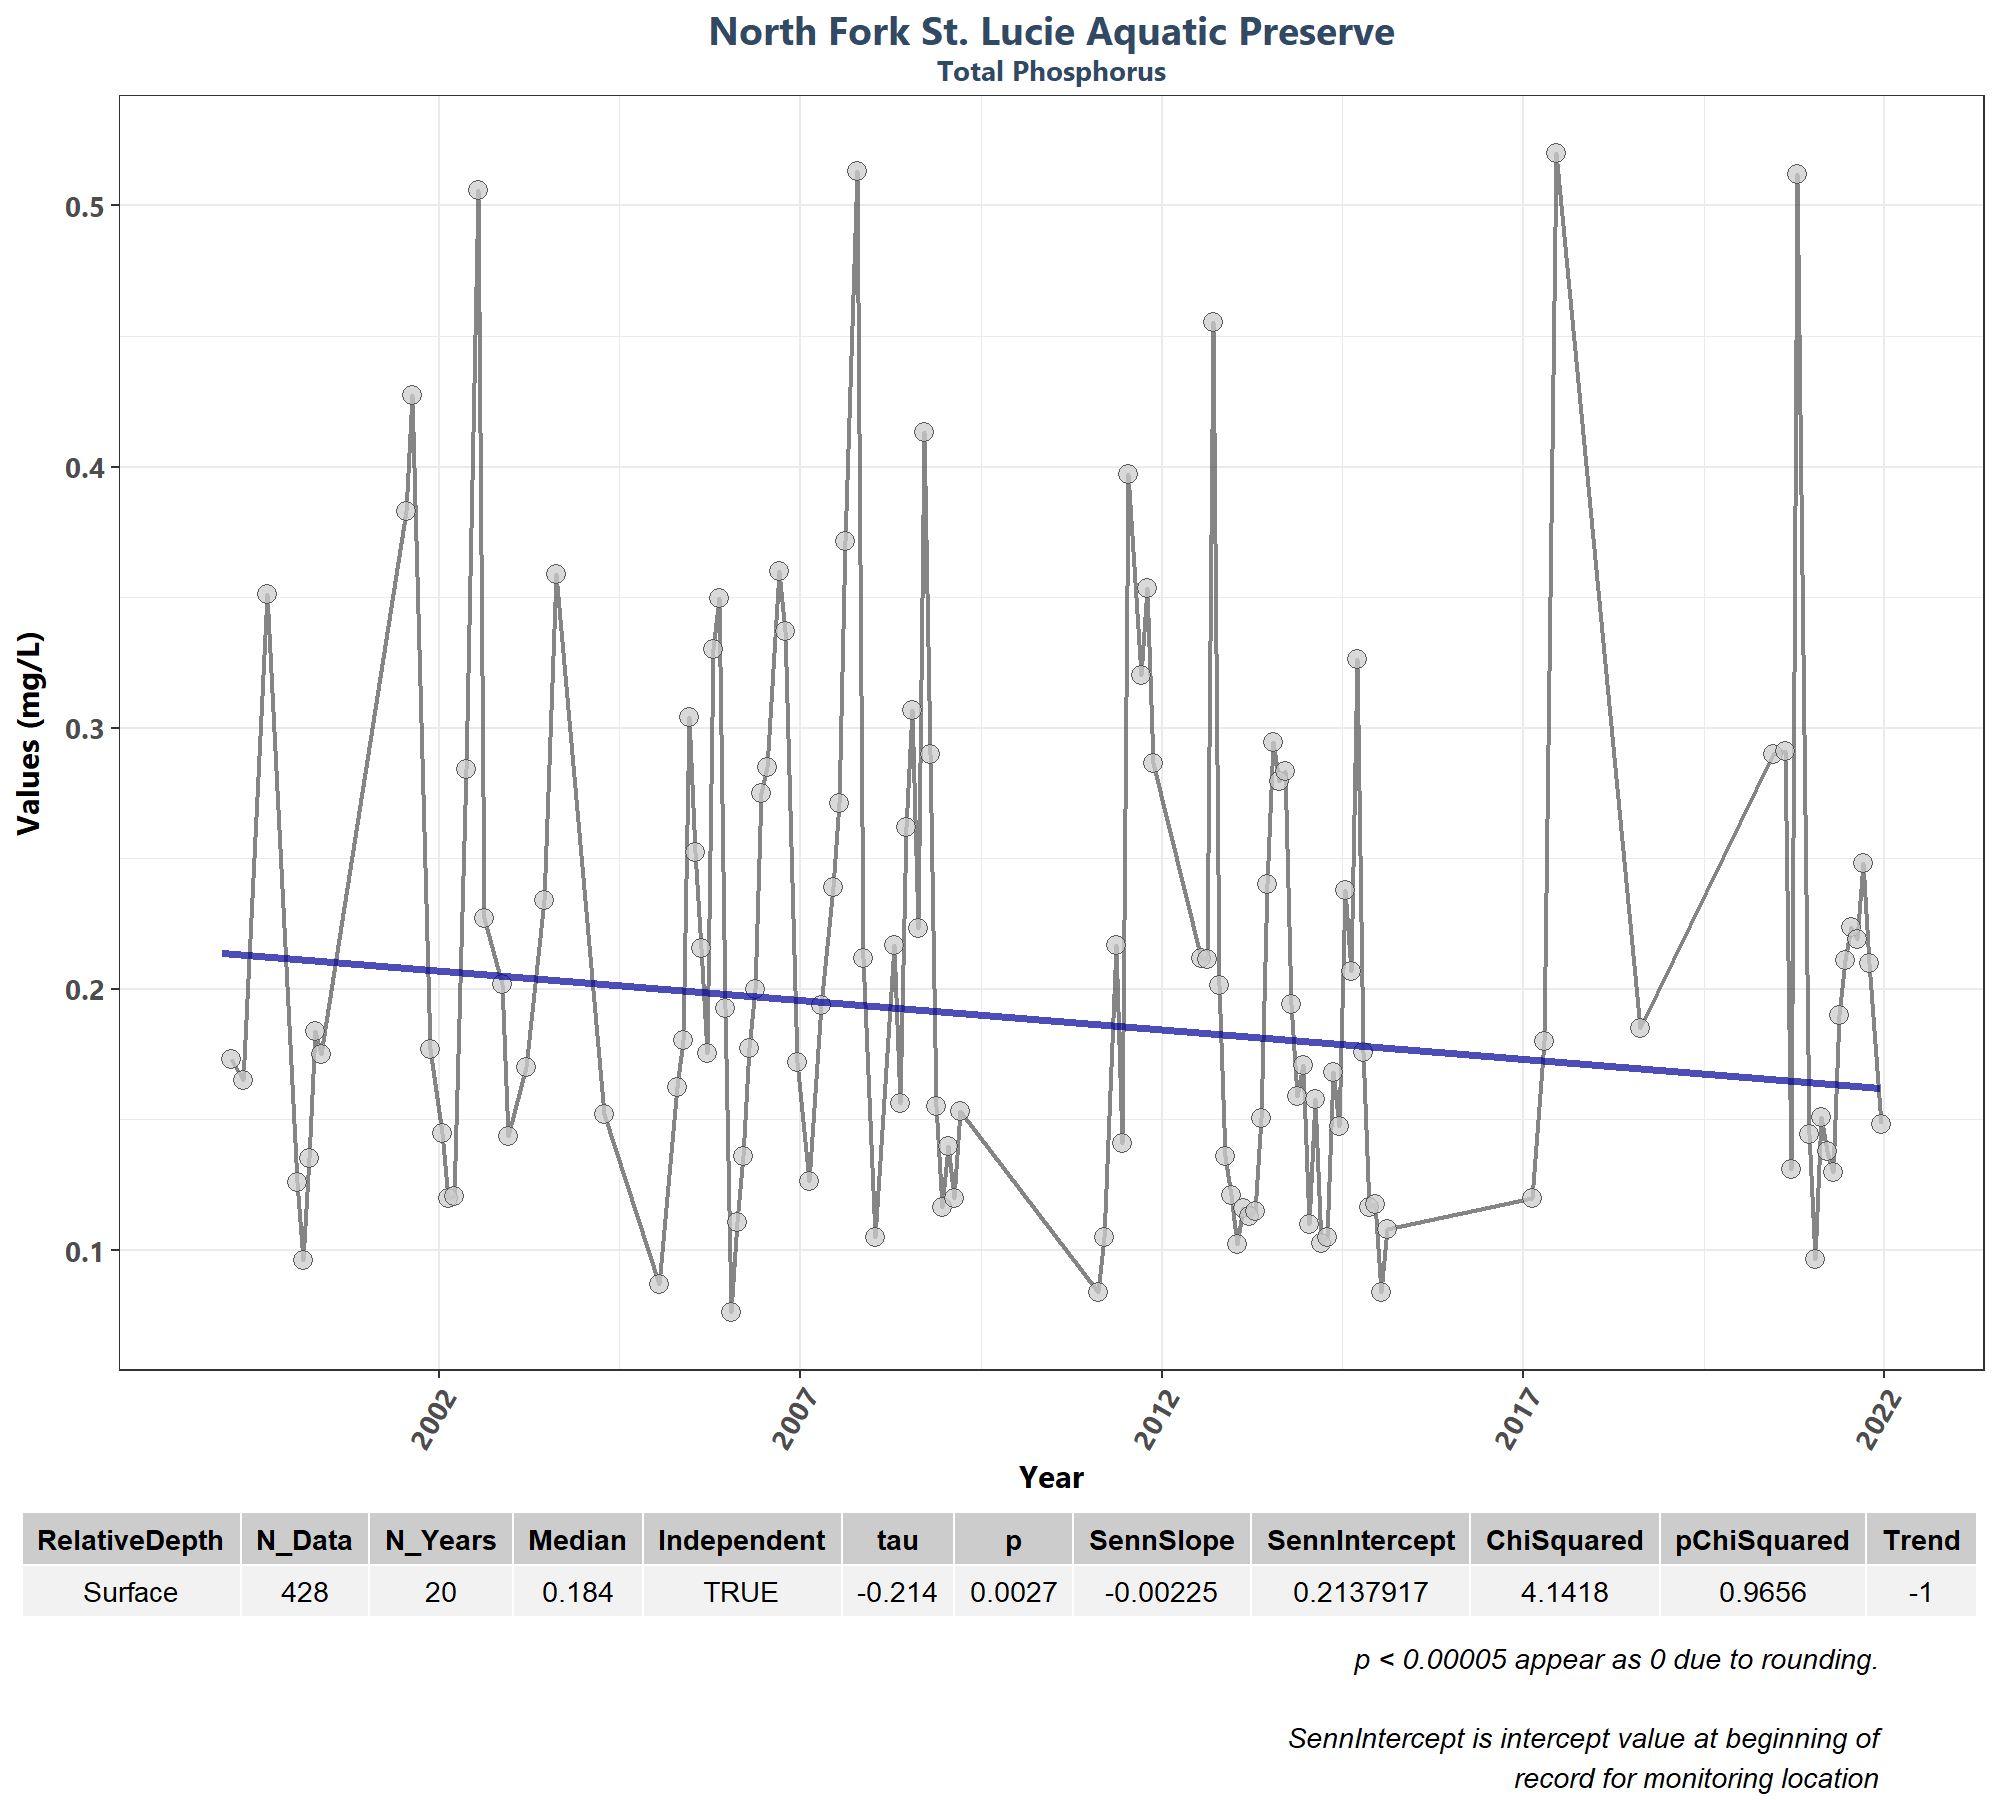 North Fork St. Lucie Aquatic Preserve
Total Phosphorus
Values (mg/L)
0.5
0.4
0.3
0.2
0.1
2002 2007 2012 2017 2022
Year
RelativeDepth N_Data N_Years Median Independent tau p SennSlope SennIntercept ChiSquared pChiSquared Trend
Surface 428 20 0.184 TRUE -0.214 0.0027 -0.00225 0.2137917 4.1418 0.9656 -1
p < 0.00005 appear as 0 due to rounding.
SennIntercept is intercept value at beginning of
record for monitoring location